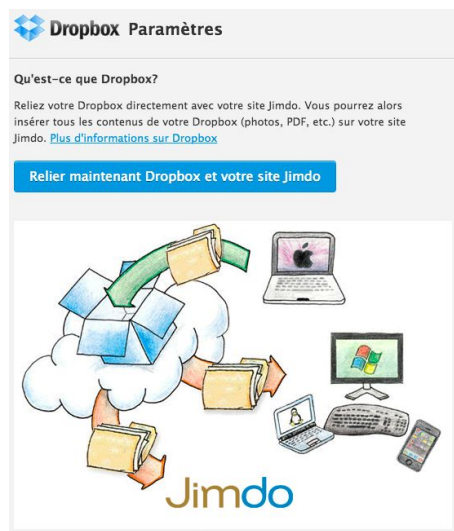 Dropbox Paramètres
Qu'est-ce que Dropbox?
Reliez votre Dropbox directement avec votre site Jimdo. Vous pourrez alors
insérer tous les contenus de votre Dropbox (photos, PDF, etc.) sur votre site
Jimdo. Plus d'informations sur Dropbox
Relier maintenant Dropbox et votre site Jimdo
Jimdo